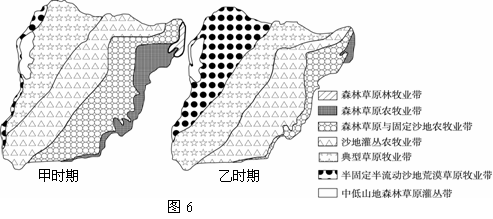 森林草原林牧业带
森林草原农牧业带
森林草原与固定沙地农牧业带
沙地灌丛农牧业带
典型草原牧业带
半固定半流动沙地荒漠草原牧业带
中低山地森林草原灌丛带
甲时期
乙时期
图 6